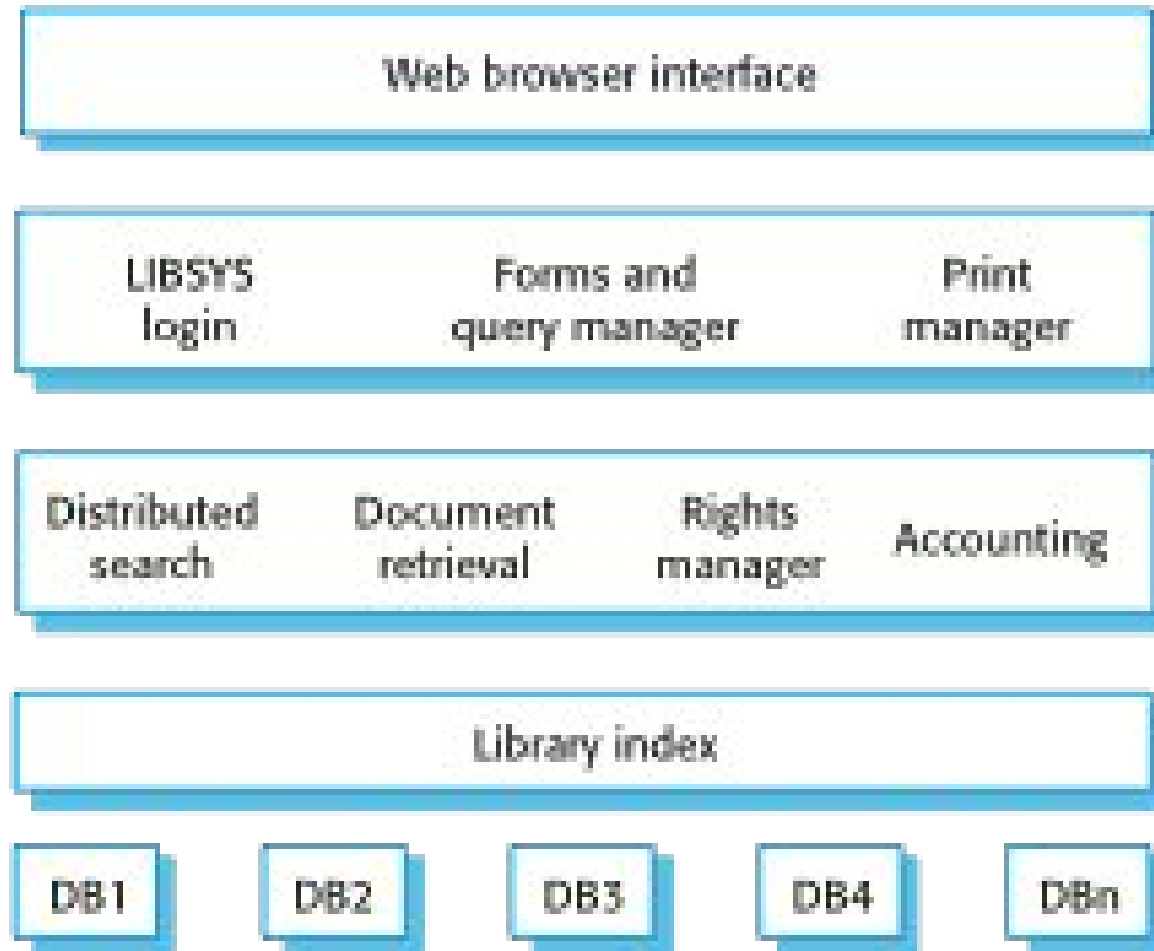 Web browser interface
LIBSYS Forms and Print
login query manager manager
Distributed Document Rights Accounting
search retrieval manager
Library index
DB1 DB2 DB3 DB4 DBn